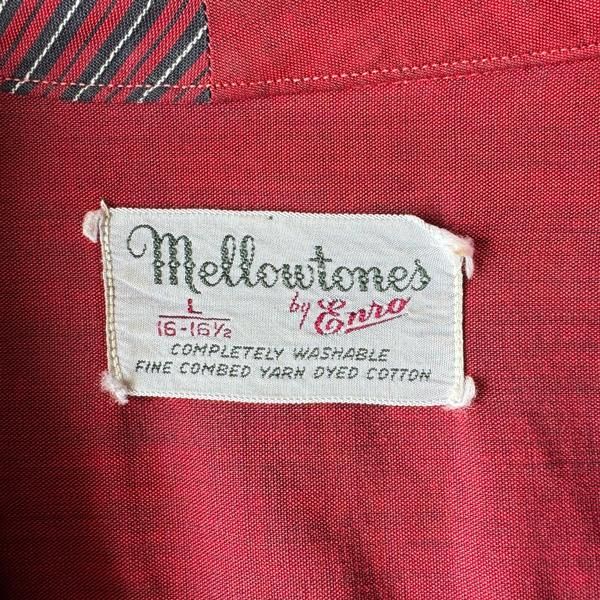 Mellowtones
by Enro
L
16-16½
COMPLETELY WASHABLE
FINE COMBED YARN DYED COTTON